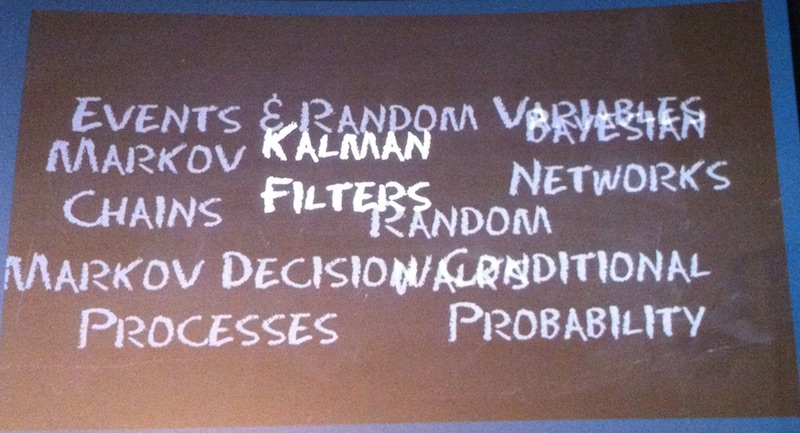 EVENTS & RANDOM VARIABLES
BAYESIAN
NETWORKS
MARKOV
CHAINS
KALMAN
FILTERS
RANDOM
WALKS
MARKOV DECISION
PROCESSES
CONDITIONAL
PROBABILITY